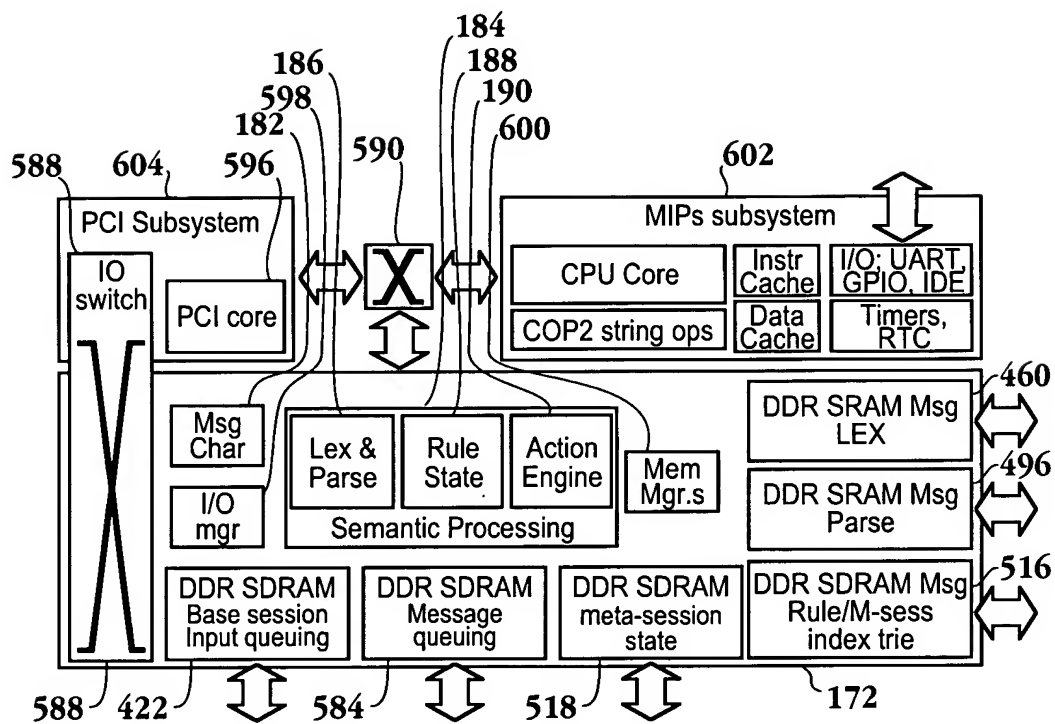 184
186
188
598
190
182
600
588
604
596
590
602
PCI Subsystem
IO
switch
PCI core
MIPs subsystem
CPU Core
COP2 string ops
Instr
Cache
Data
Cache
I/O; UART,
GPIO, IDE
Timers,
RTC
Msg
Char
I/O
mgr
Lex &
Parse
Rule
State
Action
Engine
Semantic Processing
Mem
Mgr.s
DDR SRAM Msg
LEX
460
DDR SRAM Msg
Parse
496
DDR SDRAM
Base session
Input queuing
DDR SDRAM
Message
queuing
DDR SDRAM
meta-session
state
DDR SDRAM Msg
Rule/M-sess
index trie
516
588
422
584
518
172